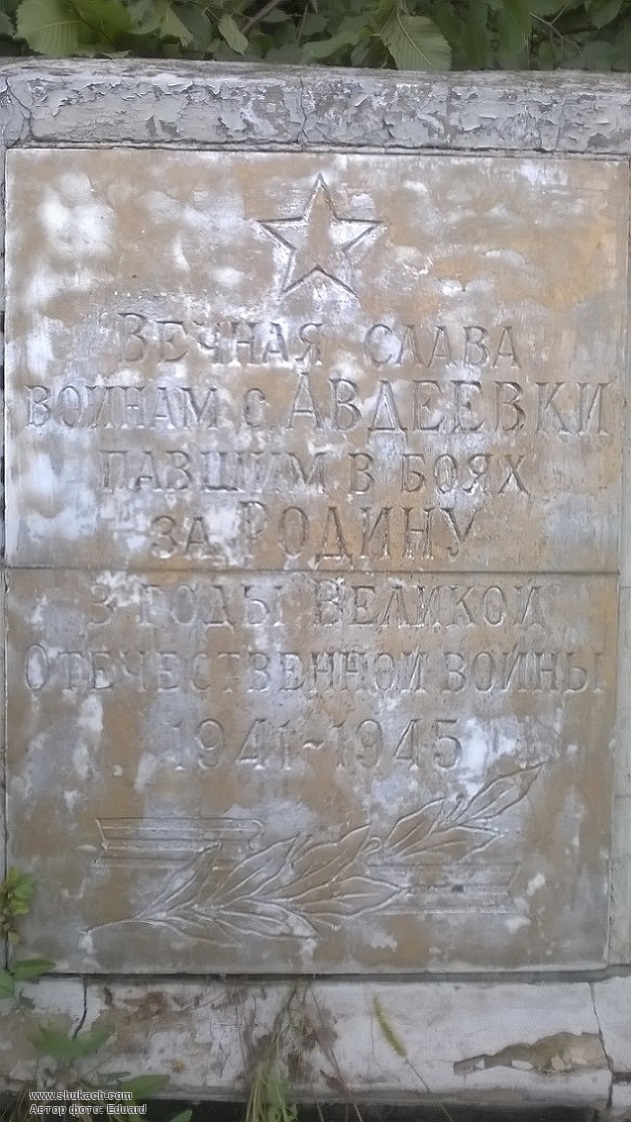 Вечная слава
воинам с Авдеевки
павшим в боях
за Родину
в годы Великой
Отечественной войны
1941-1945
www.shukach.com
Автор фото: Eduard